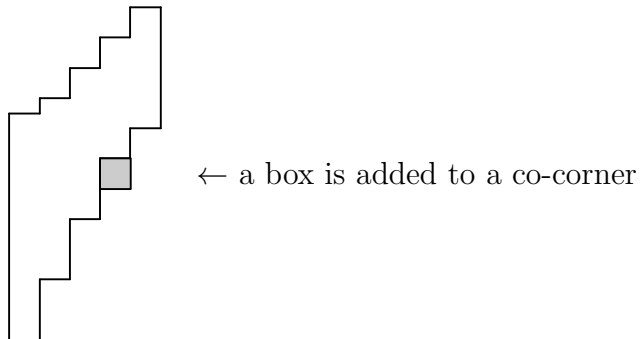 ← a box is added to a co-corner